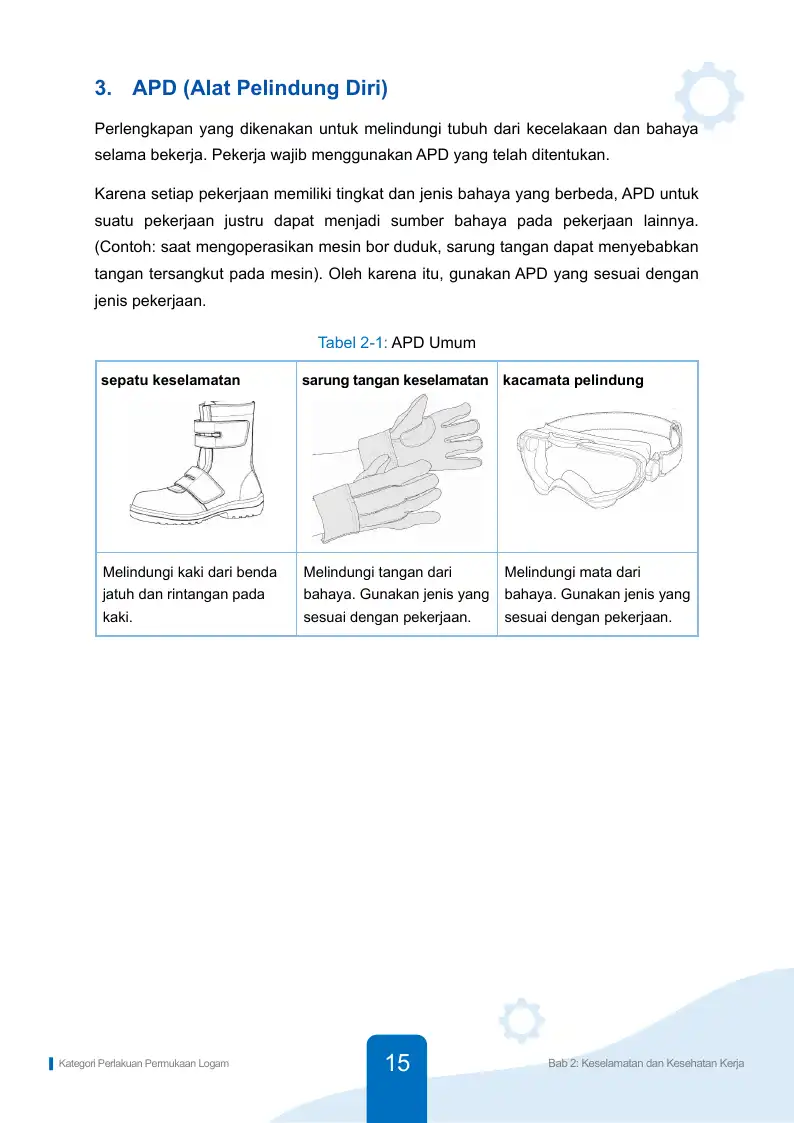 3. APD (Alat Pelindung Diri)
Perlengkapan yang dikenakan untuk melindungi tubuh dari kecelakaan dan bahaya
selama bekerja. Pekerja wajib menggunakan APD yang telah ditentukan.
Karena setiap pekerjaan memiliki tingkat dan jenis bahaya yang berbeda, APD untuk
suatu pekerjaan justru dapat menjadi sumber bahaya pada pekerjaan lainnya.
(Contoh: saat mengoperasikan mesin bor duduk, sarung tangan dapat menyebabkan
tangan tersangkut pada mesin). Oleh karena itu, gunakan APD yang sesuai dengan
jenis pekerjaan.
Tabel 2-1: APD Umum
sepatu keselamatan
sarung tangan keselamatan
kacamata pelindung
Melindungi kaki dari benda
jatuh dan rintangan pada
kaki.
Melindungi tangan dari
bahaya. Gunakan jenis yang
sesuai dengan pekerjaan.
Melindungi mata dari
bahaya. Gunakan jenis yang
sesuai dengan pekerjaan.
Kategori Perlakuan Permukaan Logam
15
Bab 2: Keselamatan dan Kesehatan Kerja